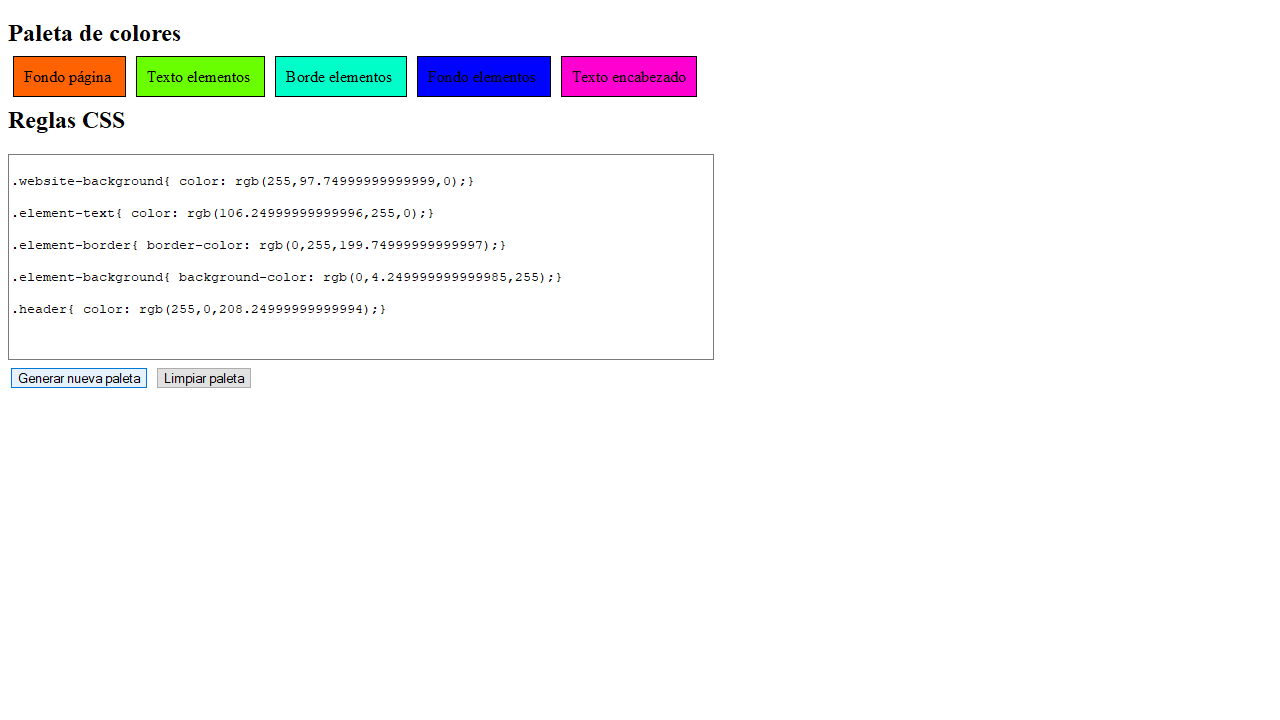 Paleta de colores
Fondo página Texto elementos Borde elementos Fondo elementos Texto encabezado
Reglas CSS
.website-background{ color: rgb(255,97.74999999999999,0);}
.element-text{ color: rgb(106.24999999999996,255,0);}
.element-border{ border-color: rgb(0,255,199.74999999999997);}
.element-background{ background-color: rgb(0,4.249999999999985,255);}
.header{ color: rgb(255,0,208.24999999999994);}
Generar nueva paleta Limpiar paleta